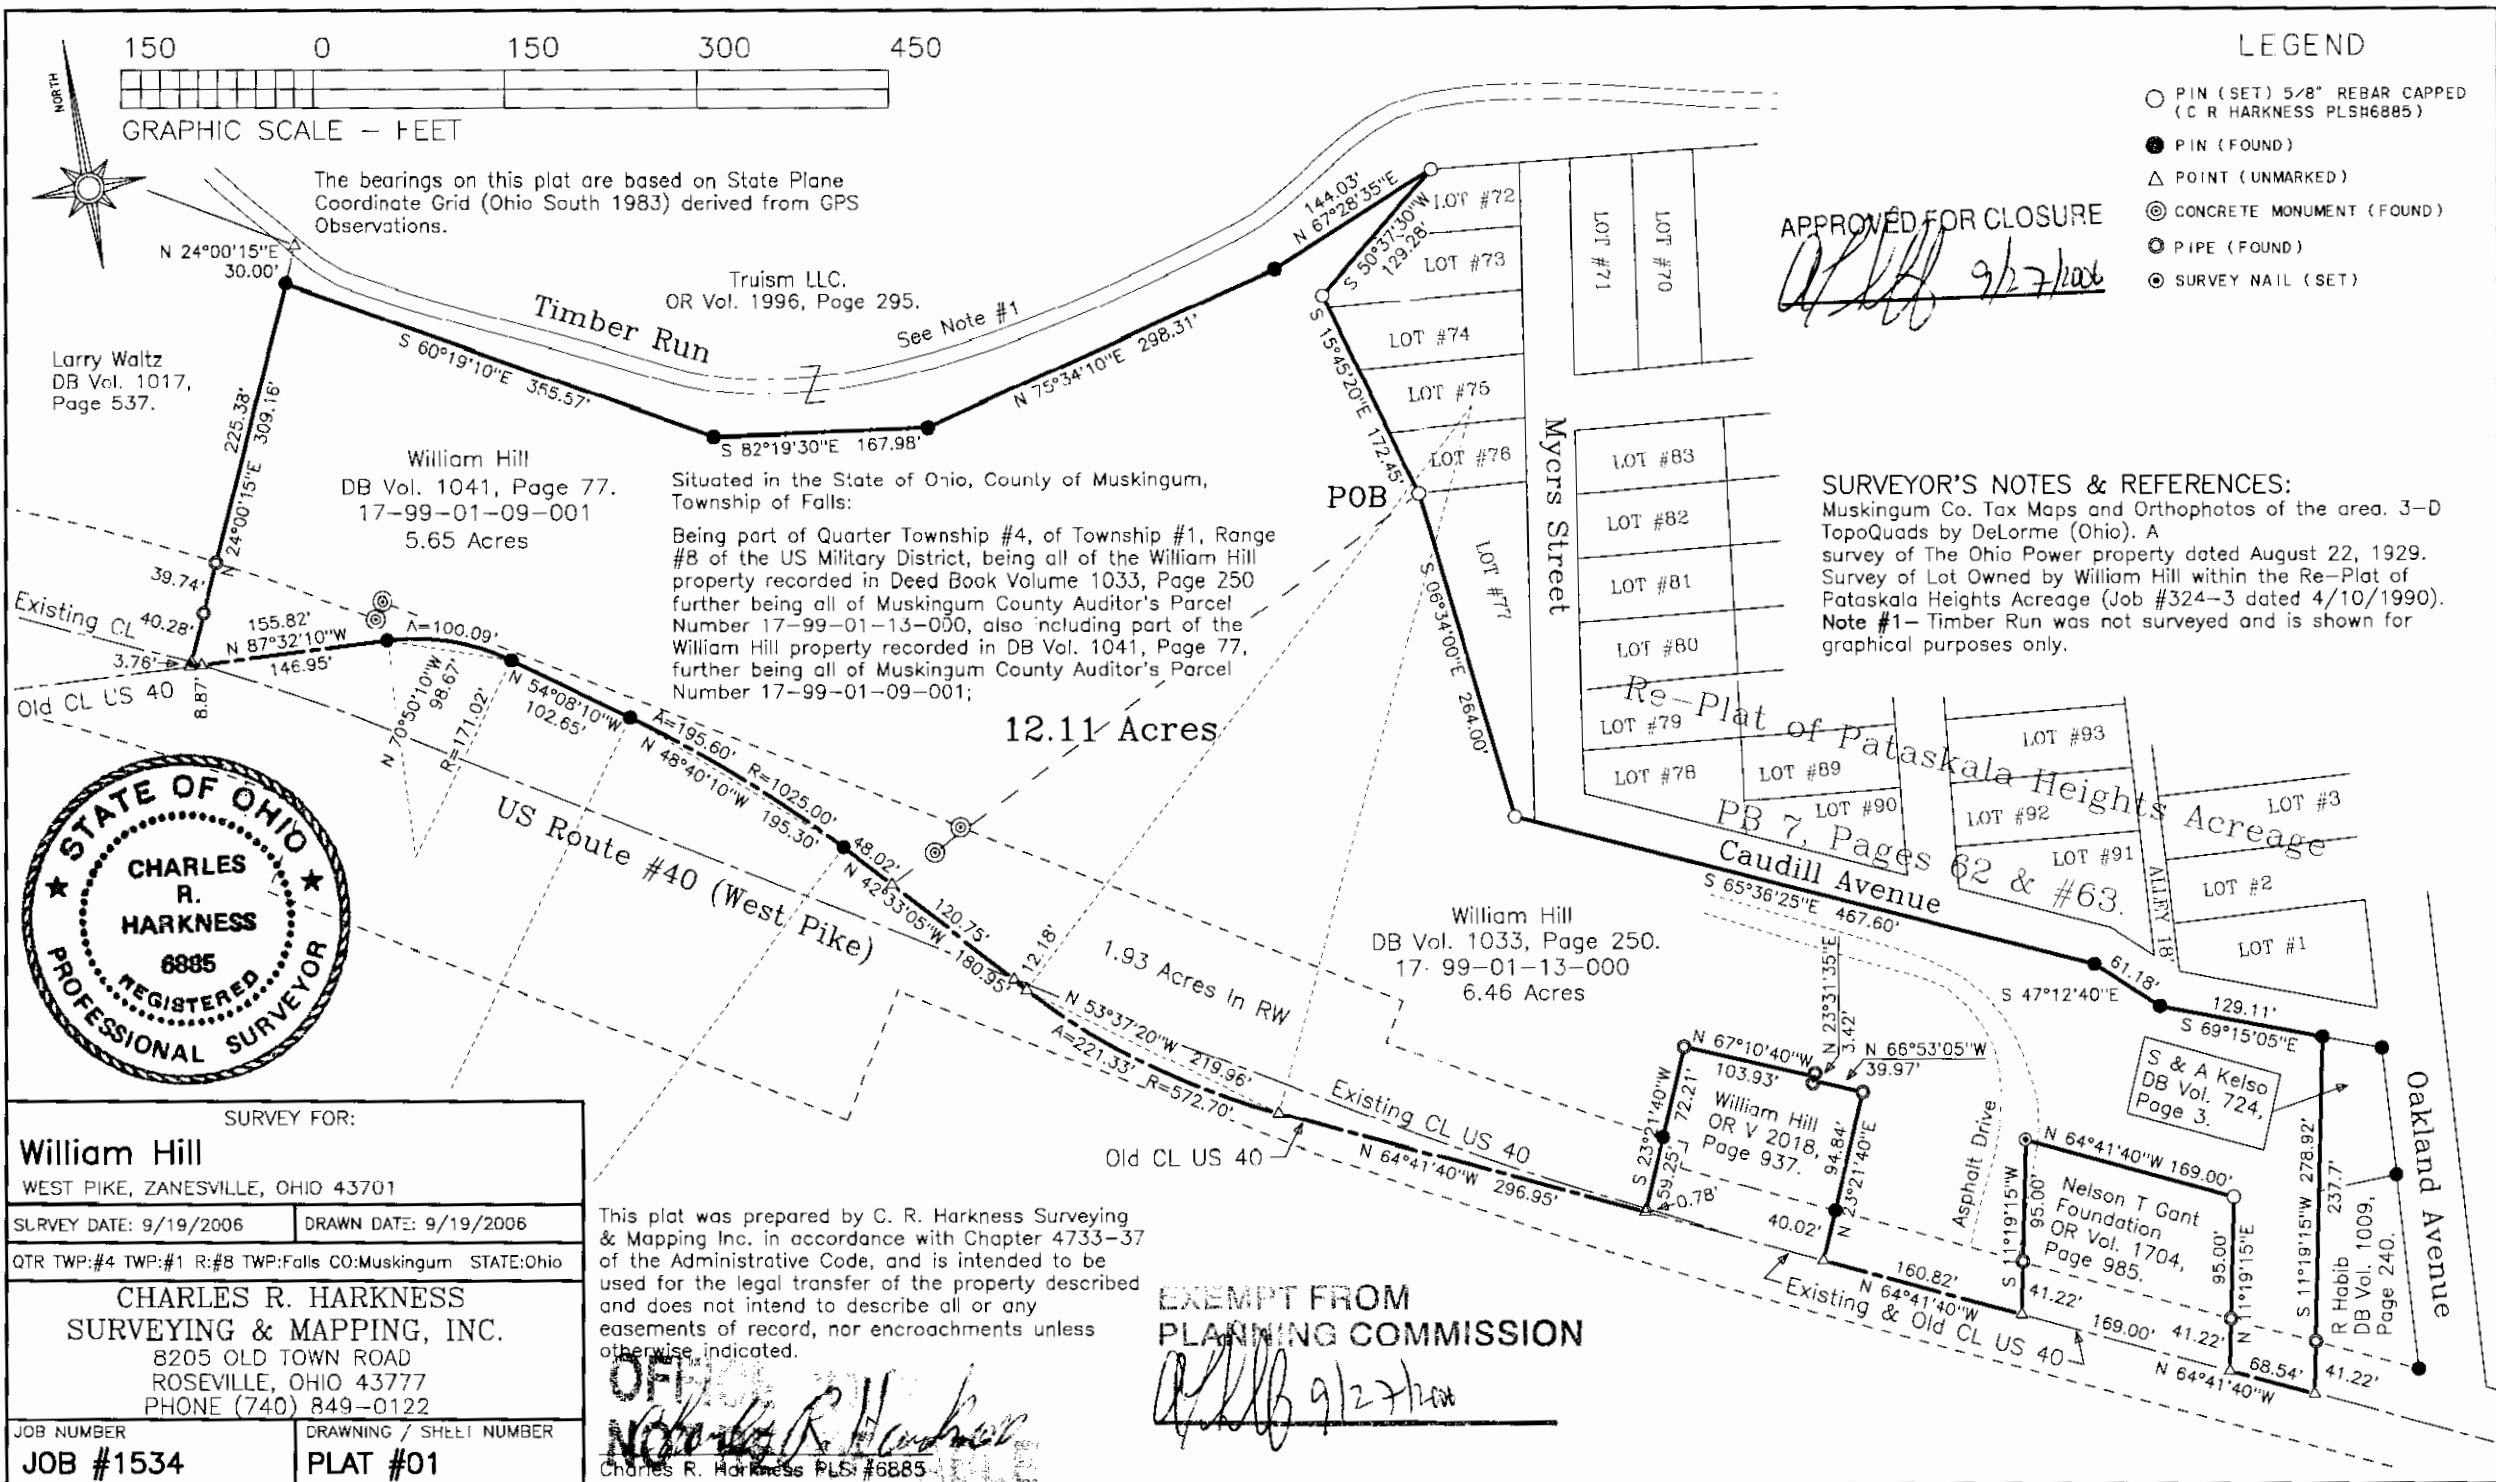 150 0 150 300 450
GRAPHIC SCALE - FEET
NORTH
The bearings on this plat are based on State Plane
Coordinate Grid (Ohio South 1983) derived from GPS
Observations.
LEGEND
PIN (SET) 5/8" REBAR CAPPED
(C R HARKNESS PLS#6885)
PIN (FOUND)
POINT (UNMARKED)
CONCRETE MONUMENT (FOUND)
PIPE (FOUND)
SURVEY NAIL (SET)
APPROVED FOR CLOSURE
9/27/2006
N 24°00'15"E
30.00'
Truism LLC.
OR Vol. 1996, Page 295.
Timber Run
See Note #1
144.03'
N 67°28'35"E
S 50°37'30"W
129.28'
LOT #72
LOT #73
LOT #74
LOT #75
LOT #76
LOT #77
LOT #71
LOT #70
Larry Waltz
DB Vol. 1017,
Page 537.
225.38'
309.16'
N 24°00'15"E
S 60°19'10"E 355.57'
S 82°19'30"E 167.98'
N 75°34'10"E 298.31'
S 15°45'20"E 172.45'
POB
S 06°34'00"E 264.00'
Myers Street
LOT #83
LOT #82
LOT #81
LOT #80
LOT #79
LOT #78
LOT #89
LOT #90
LOT #93
LOT #92
LOT #91
LOT #3
LOT #2
LOT #1
ALLEY 18'
Re-Plat of Pataskala Heights Acreage
PB 7, Pages 62 & #63.
William Hill
DB Vol. 1041, Page 77.
17-99-01-09-001
5.65 Acres
Situated in the State of Ohio, County of Muskingum,
Township of Falls:
Being part of Quarter Township #4, of Township #1, Range
#8 of the US Military District, being all of the William Hill
property recorded in Deed Book Volume 1033, Page 250
further being all of Muskingum County Auditor's Parcel
Number 17-99-01-13-000, also including part of the
William Hill property recorded in DB Vol. 1041, Page 77,
further being all of Muskingum County Auditor's Parcel
Number 17-99-01-09-001;
12.11 Acres
SURVEYOR'S NOTES & REFERENCES:
Muskingum Co. Tax Maps and Orthophotos of the area. 3-D
TopoQuads by DeLorme (Ohio). A
survey of The Ohio Power property dated August 22, 1929.
Survey of Lot Owned by William Hill within the Re-Plat of
Pataskala Heights Acreage (Job #324-3 dated 4/10/1990).
Note #1- Timber Run was not surveyed and is shown for
graphical purposes only.
39.74'
Existing CL
40.28'
3.76'
Old CL US 40
8.87'
155.82'
N 87°32'10"W
146.95'
A=100.09'
N 70°50'10"W
98.67'
R=171.02'
N 54°08'10"W
102.65'
A=195.60' R=1025.00'
N 48°40'10"W 195.30'
48.02'
120.75'
N 42°33'05"W 180.95'
12.18'
US Route #40 (West Pike)
1.93 Acres In RW
N 53°37'20"W 219.96'
A=221.33' R=572.70'
Existing CL US 40
Old CL US 40
N 64°41'40"W 296.95'
William Hill
DB Vol. 1033, Page 250.
17-99-01-13-000
6.46 Acres
Caudill Avenue
S 65°36'25"E 467.60'
61.18'
S 47°12'40"E
129.11'
S 69°15'05"E
N 67°10'40"W
103.93'
N 23°31'35"E
3.42'
N 66°53'05"W
39.97'
S 23°21'40"W
72.21'
59.25'
0.78'
William Hill
OR V 2018,
Page 937.
94.84'
N 23°21'40"E
40.02'
Asphalt Drive
160.82'
N 64°41'40"W
Existing & Old CL US 40
S 11°19'15"W
95.00'
41.22'
N 64°41'40"W 169.00'
Nelson T Gant
Foundation
OR Vol. 1704,
Page 985.
95.00'
N 11°19'15"E
169.00'
41.22'
68.54'
N 64°41'40"W
41.22'
S 11°19'15"W 278.92'
237.7'
S & A Kelso
DB Vol. 724,
Page 3.
R Habib
DB Vol. 1009,
Page 240.
Oakland Avenue
STATE OF OHIO
CHARLES
R.
HARKNESS
6885
REGISTERED
PROFESSIONAL SURVEYOR
SURVEY FOR:
William Hill
WEST PIKE, ZANESVILLE, OHIO 43701
SURVEY DATE: 9/19/2006 DRAWN DATE: 9/19/2006
QTR TWP:#4 TWP:#1 R:#8 TWP:Falls CO:Muskingum STATE:Ohio
CHARLES R. HARKNESS
SURVEYING & MAPPING, INC.
8205 OLD TOWN ROAD
ROSEVILLE, OHIO 43777
PHONE (740) 849-0122
JOB NUMBER DRAWING / SHEET NUMBER
JOB #1534 PLAT #01
This plat was prepared by C. R. Harkness Surveying
& Mapping Inc. in accordance with Chapter 4733-37
of the Administrative Code, and is intended to be
used for the legal transfer of the property described
and does not intend to describe all or any
easements of record, nor encroachments unless
otherwise indicated.
Charles R. Harkness
Charles R. Harkness PLS #6885
EXEMPT FROM
PLANNING COMMISSION
9/27/2006